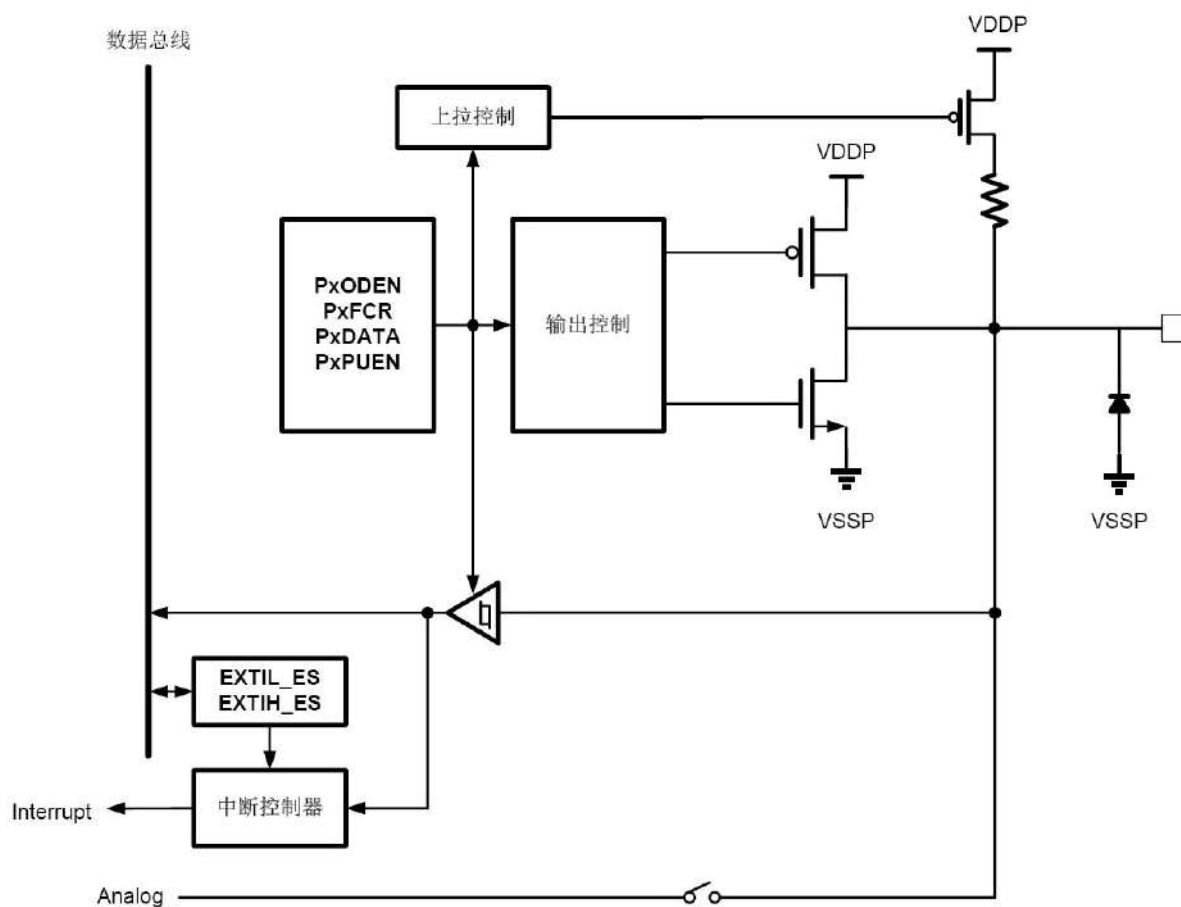 数据总线
VDDP
上拉控制
VDDP
PxODEN
PxFCR
PxDATA
PxPUEN
输出控制
VSSP
VSSP
EXTIL_ES
EXTIH_ES
中断控制器
Interrupt
Analog